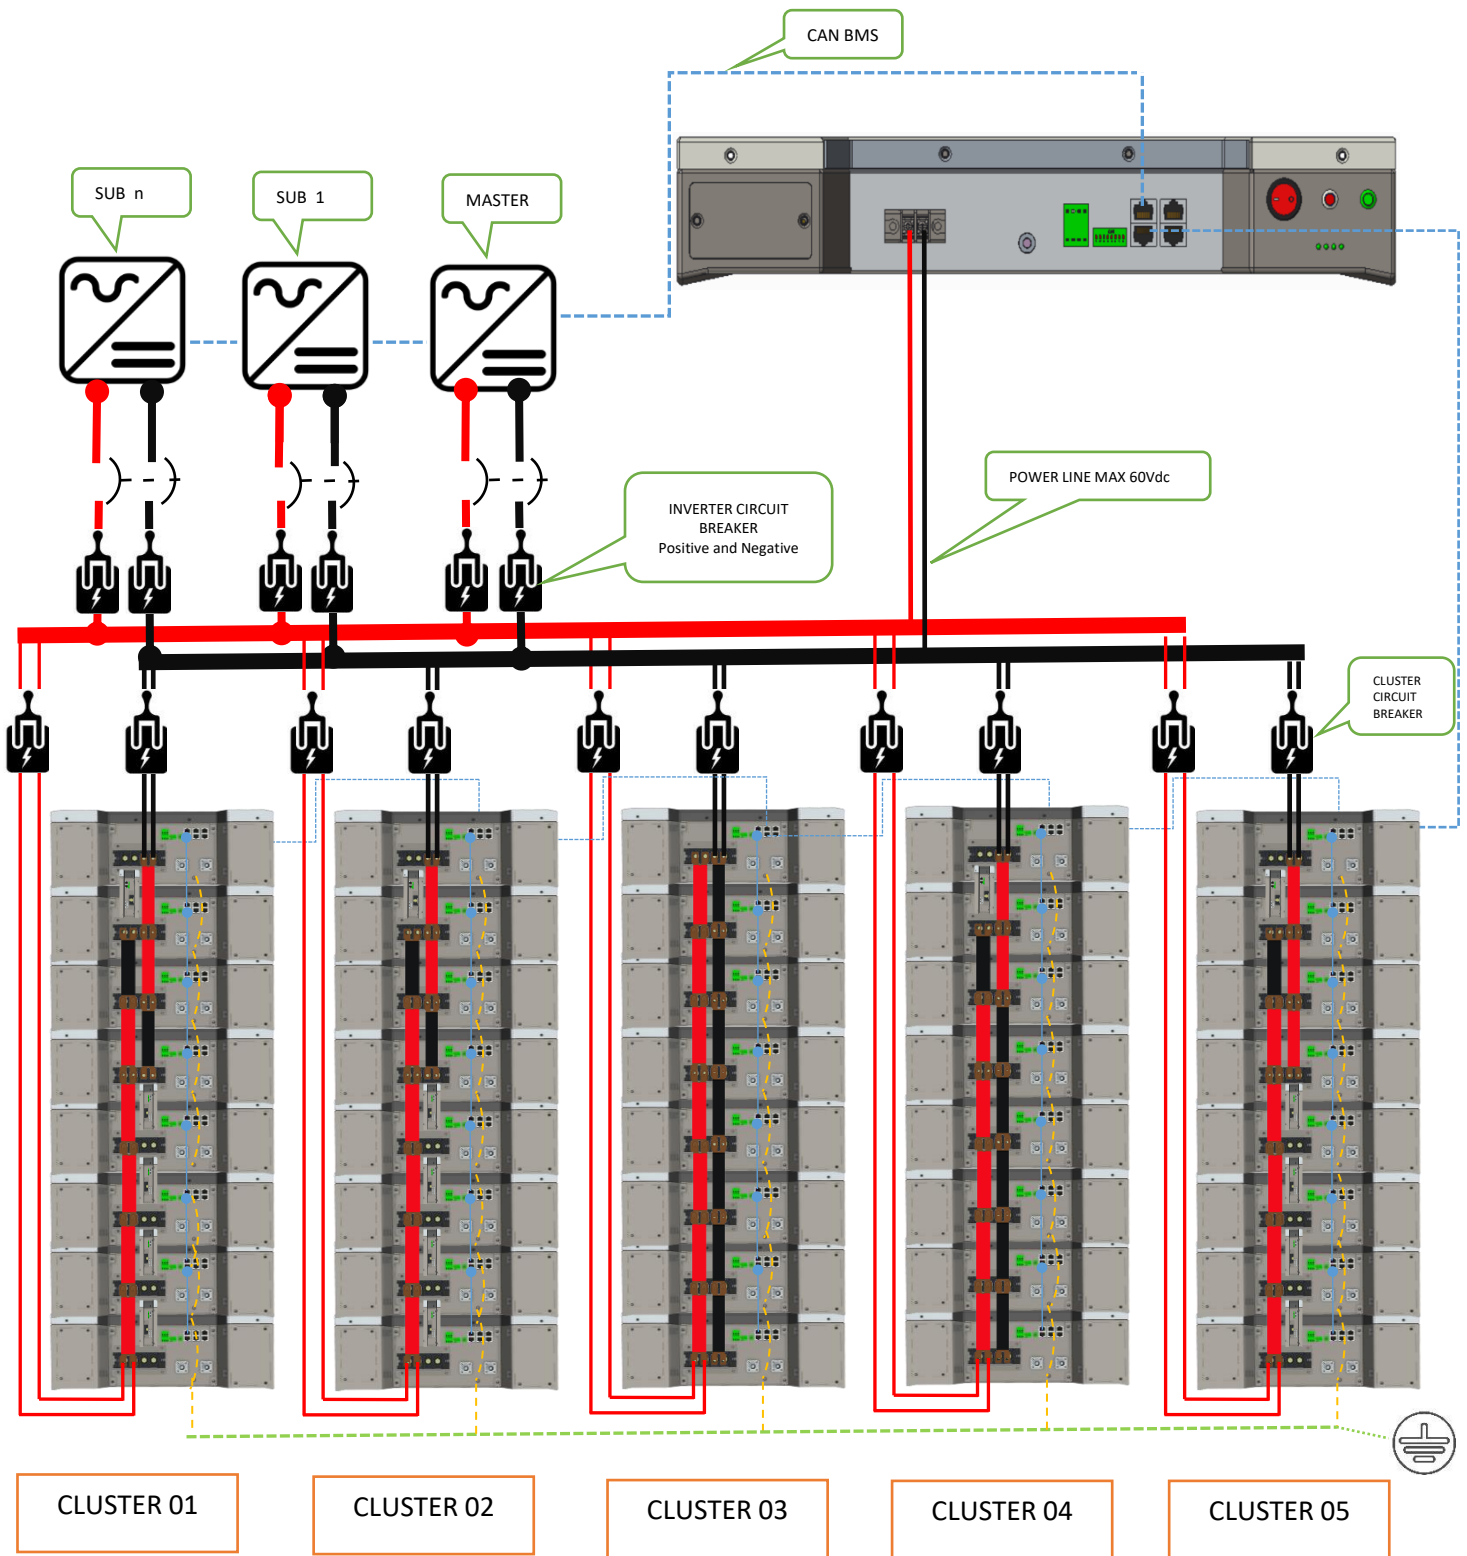 CAN BMS
SUB n
SUB 1
MASTER
INVERTER CIRCUIT
BREAKER
Positive and Negative
POWER LINE MAX 60Vdc
CLUSTER
CIRCUIT
BREAKER
CLUSTER 01
CLUSTER 02
CLUSTER 03
CLUSTER 04
CLUSTER 05